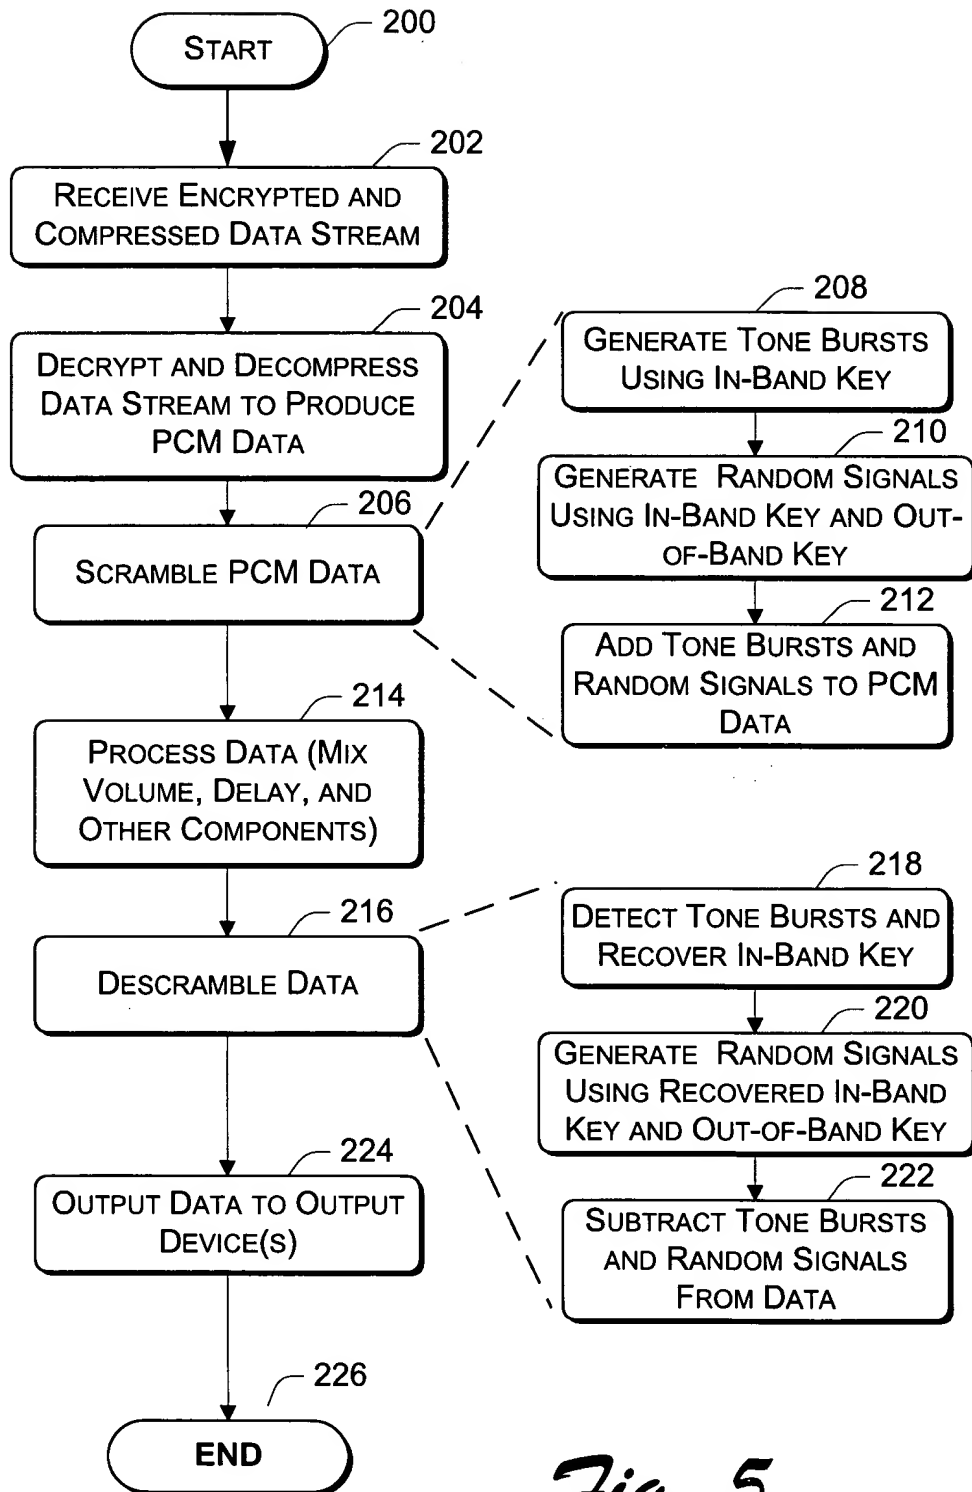 200
START
202
RECEIVE ENCRYPTED AND
COMPRESSED DATA STREAM
204
DECRYPT AND DECOMPRESS
DATA STREAM TO PRODUCE
PCM DATA
206
SCRAMBLE PCM DATA
208
GENERATE TONE BURSTS
USING IN-BAND KEY
210
GENERATE RANDOM SIGNALS
USING IN-BAND KEY AND OUT-
OF-BAND KEY
212
ADD TONE BURSTS AND
RANDOM SIGNALS TO PCM
DATA
214
PROCESS DATA (MIX
VOLUME, DELAY, AND
OTHER COMPONENTS)
216
DESCRAMBLE DATA
218
DETECT TONE BURSTS AND
RECOVER IN-BAND KEY
220
GENERATE RANDOM SIGNALS
USING RECOVERED IN-BAND
KEY AND OUT-OF-BAND KEY
222
SUBTRACT TONE BURSTS
AND RANDOM SIGNALS
FROM DATA
224
OUTPUT DATA TO OUTPUT
DEVICE(S)
226
END
Fig. 5